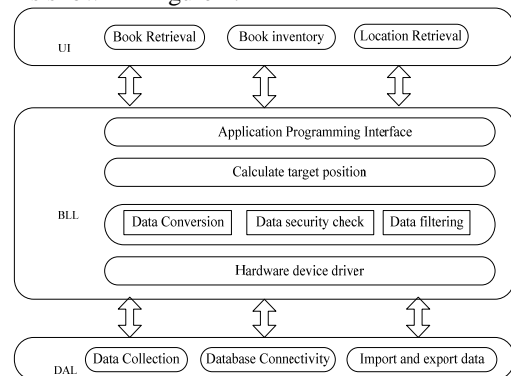 UI
Book Retrieval
Book inventory
Location Retrieval
BLL
Application Programming Interface
Calculate target position
Data Conversion
Data security check
Data filtering
Hardware device driver
DAL
Data Collection
Database Connectivity
Import and export data